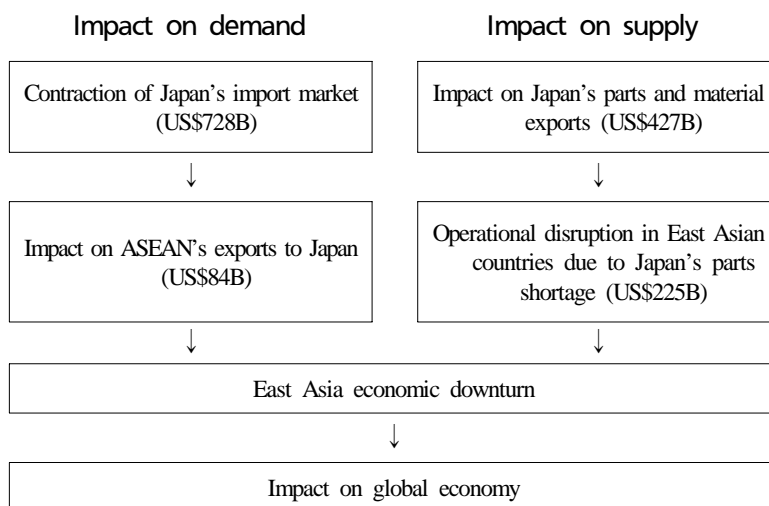 Impact on demand
Impact on supply
Contraction of Japan's import market
(US$728B)
Impact on Japan's parts and material
exports (US$427B)
↓
↓
Impact on ASEAN's exports to Japan
(US$84B)
Operational disruption in East Asian
countries due to Japan's parts
shortage (US$225B)
↓
↓
East Asia economic downturn
↓
Impact on global economy